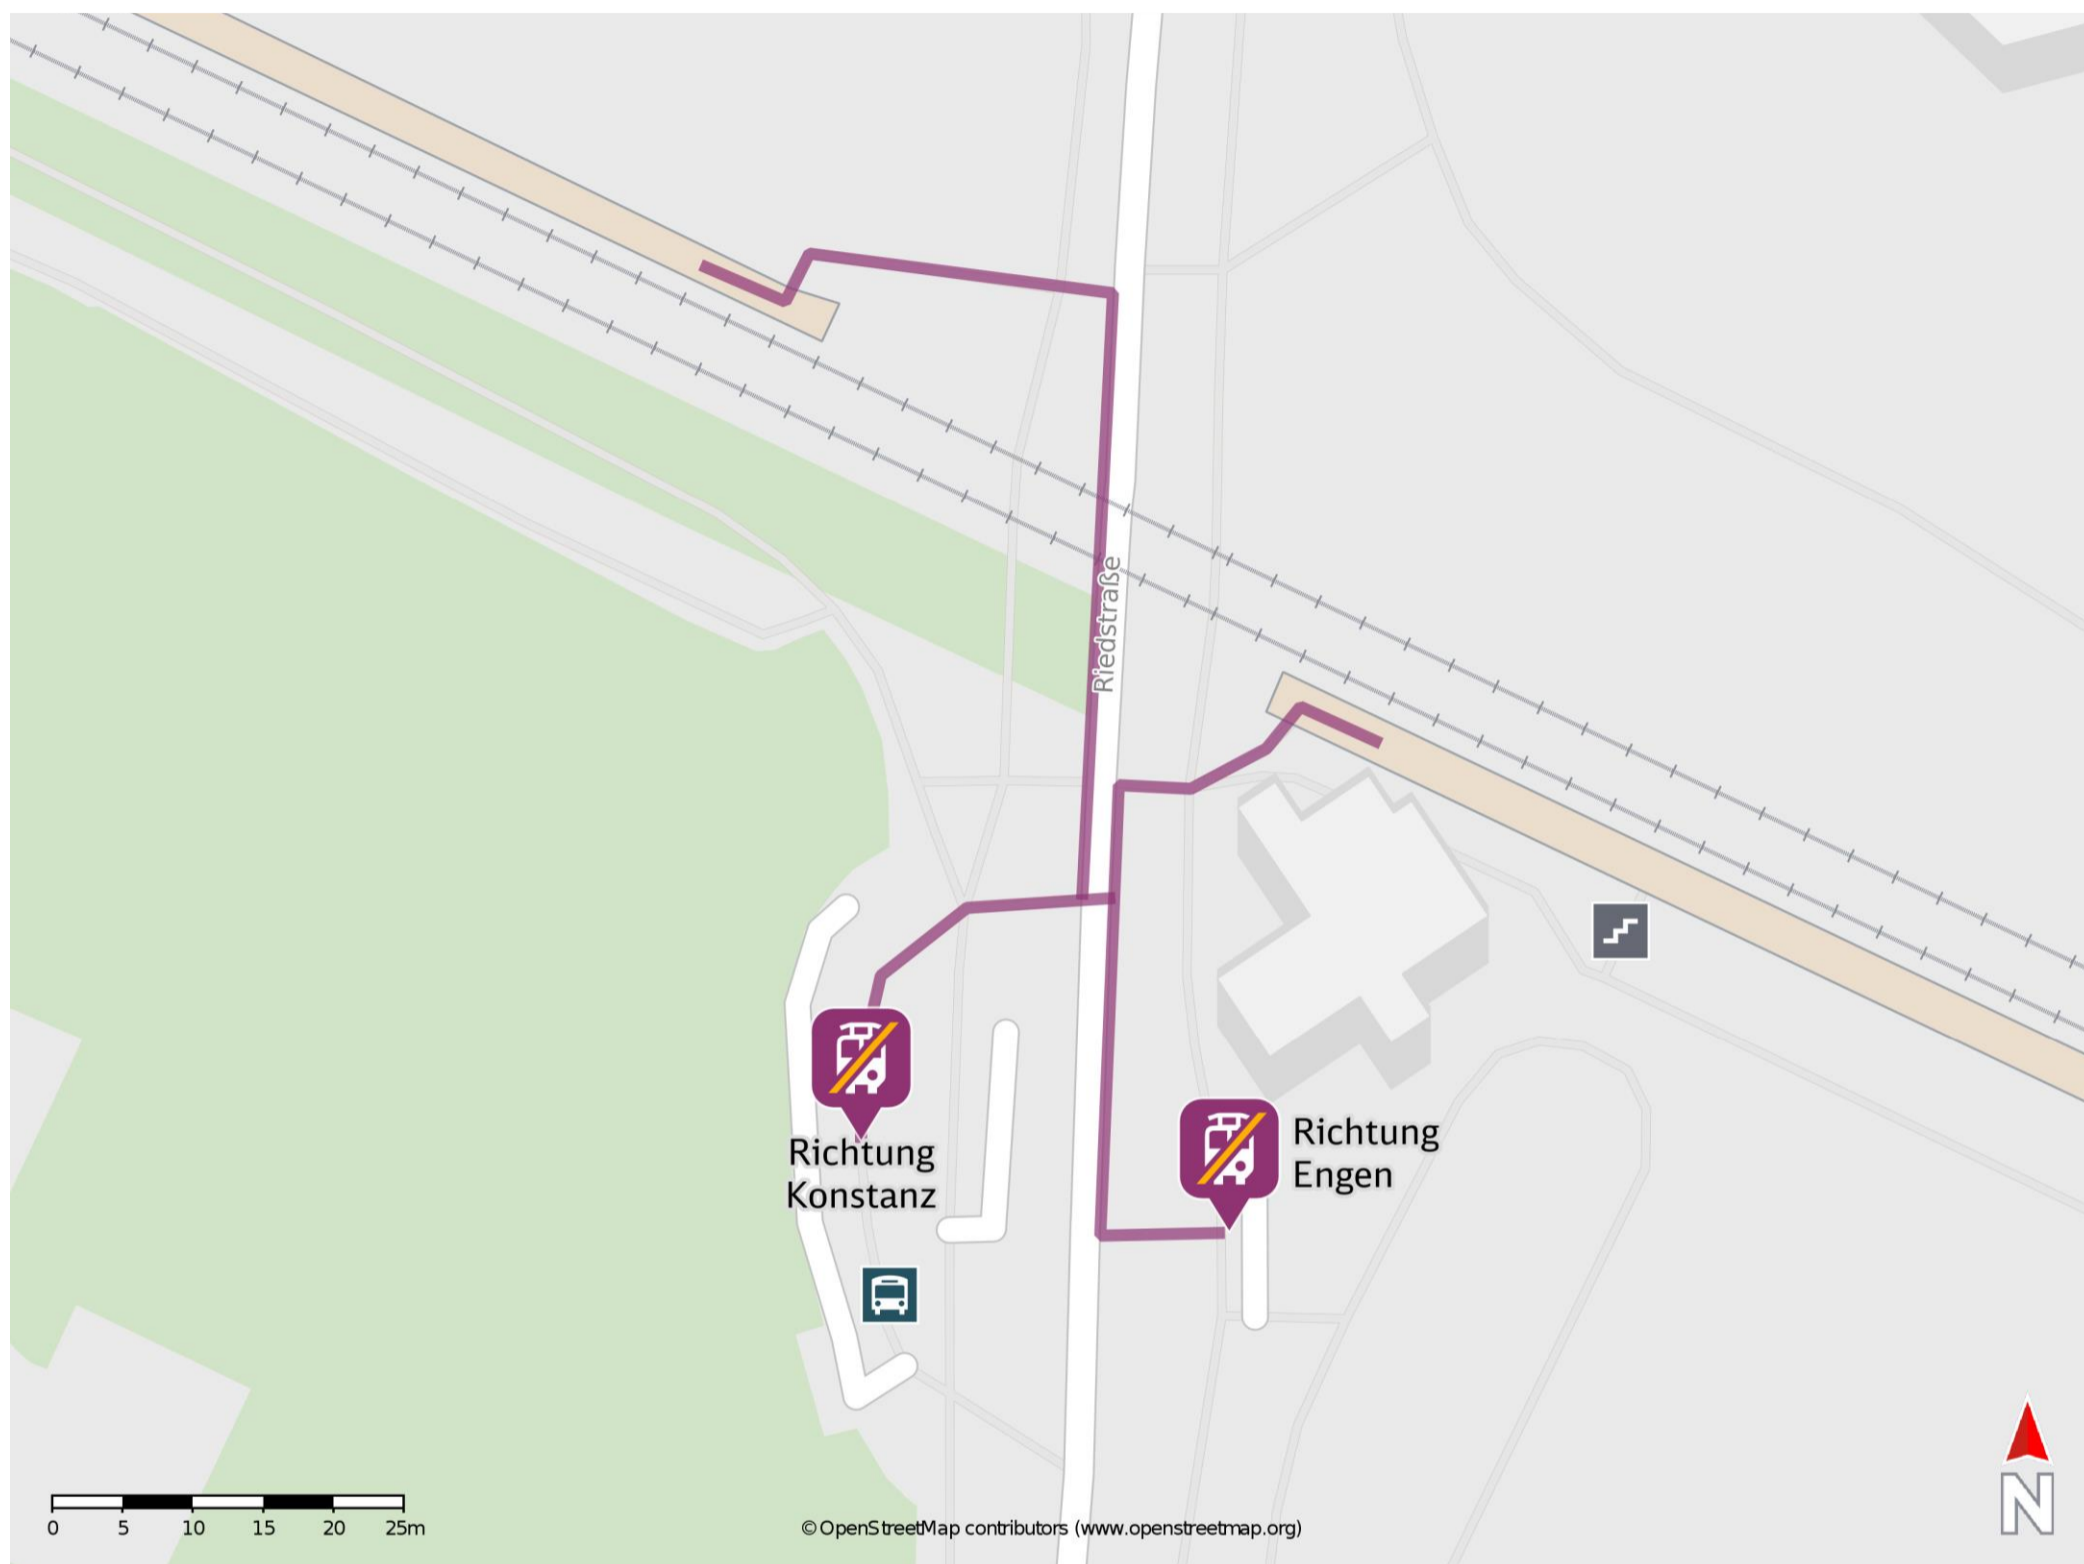 Riedstraße
Richtung
Konstanz
Richtung
Engen
0 5 10 15 20 25m
© OpenStreetMap contributors (www.openstreetmap.org)
N